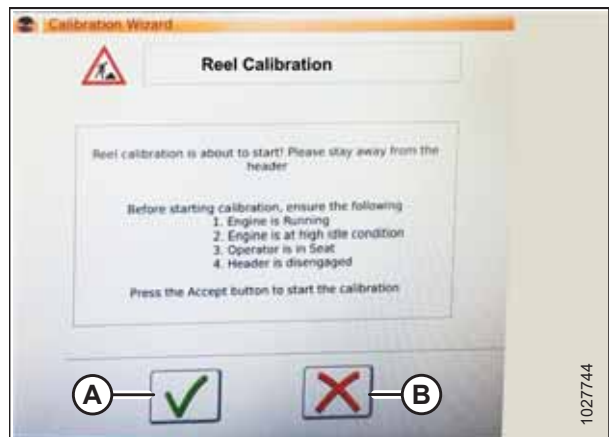 Calibration Wizard
Reel Calibration
Reel calibration is about to start! Please stay away from the
header
Before starting calibration, ensure the following
1. Engine is Running
2. Engine is at high idle condition
3. Operator is in Seat
4. Header is disengaged
Press the Accept button to start the calibration
A
B
1027744